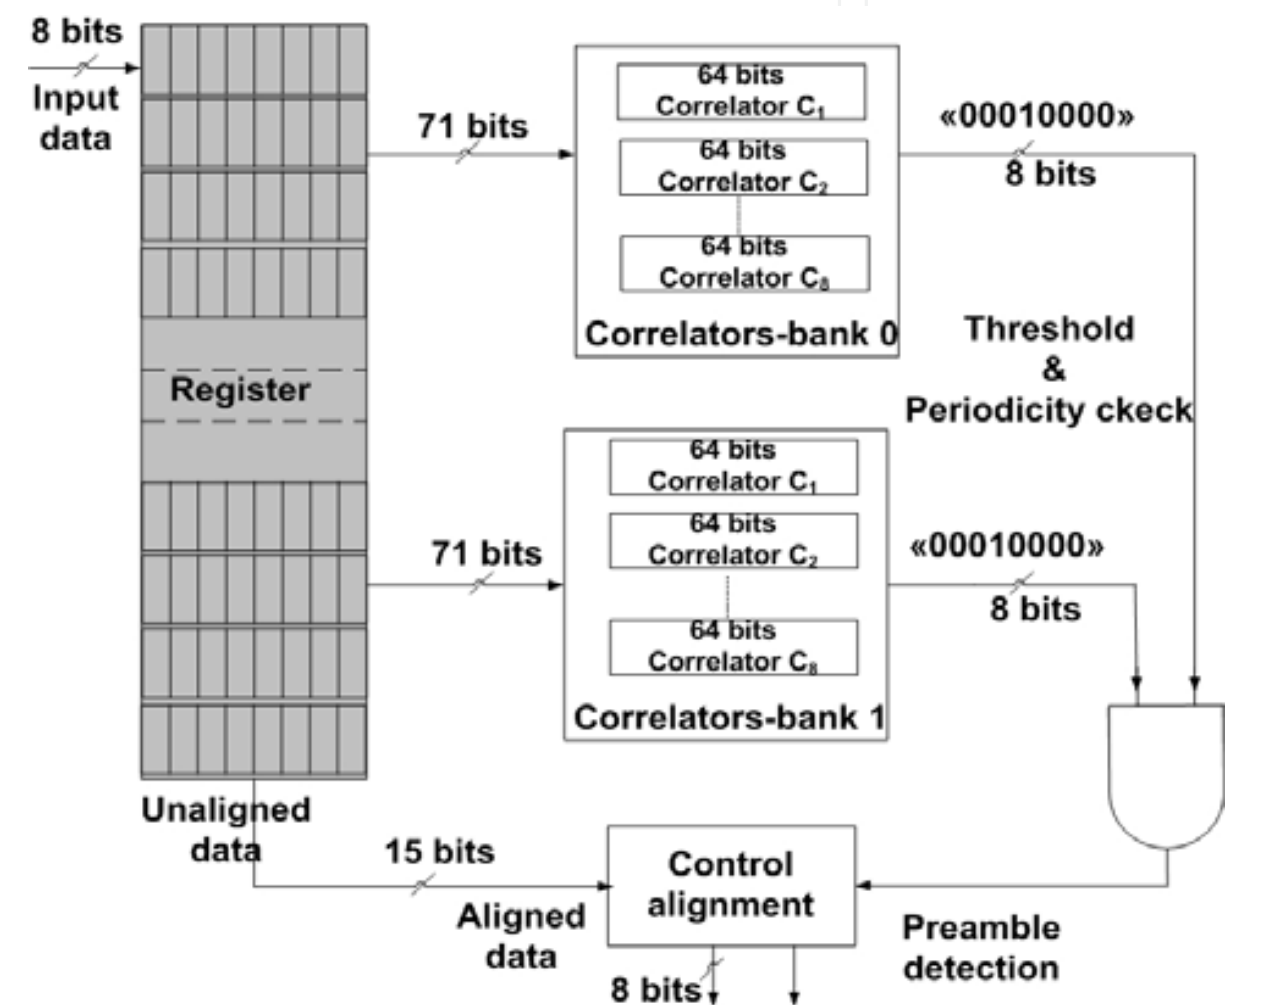 8 bits
Input
data
Register
Unaligned
data
71 bits
64 bits
Correlator C1
64 bits
Correlator C2
64 bits
Correlator C8
Correlators-bank 0
«00010000»
8 bits
Threshold
&
Periodicity ckeck
71 bits
64 bits
Correlator C1
64 bits
Correlator C2
64 bits
Correlator C8
Correlators-bank 1
«00010000»
8 bits
15 bits
Aligned
data
Control
alignment
Preamble
detection
8 bits